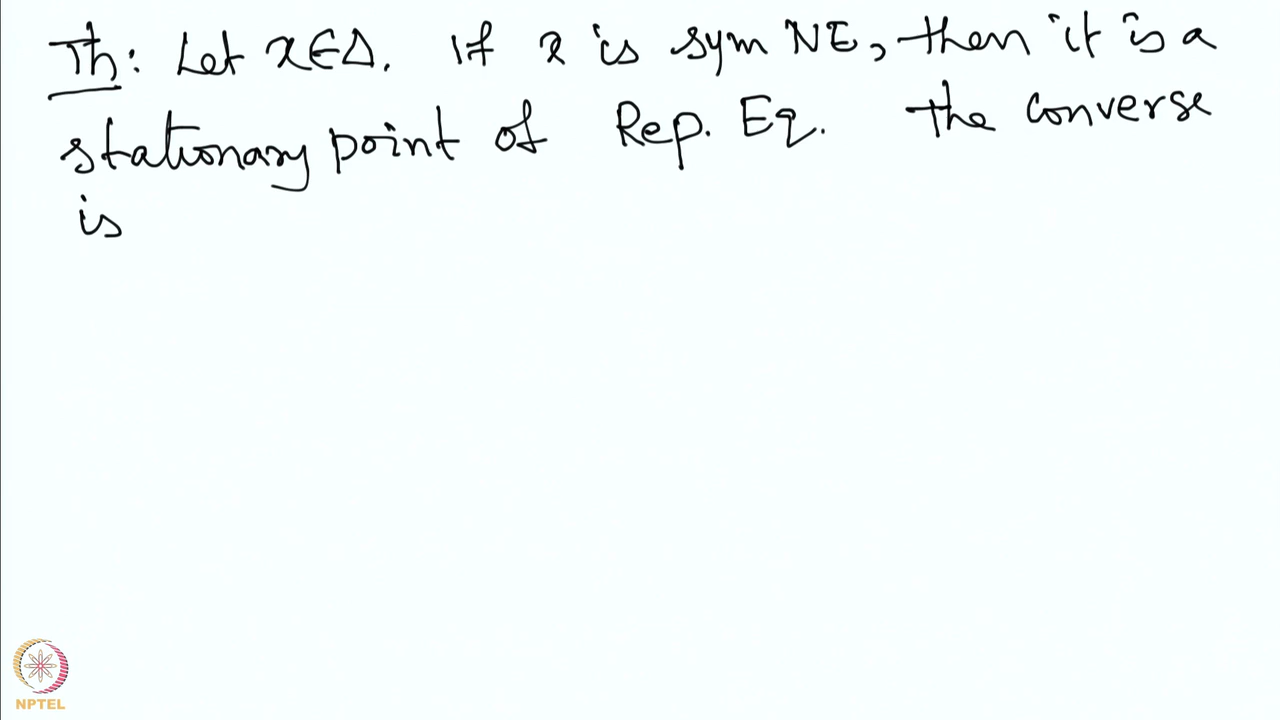 Th: Let x∈Δ. If x is sym NE, then it is a
stationary point of Rep. Eq. the converse
is
NPTEL